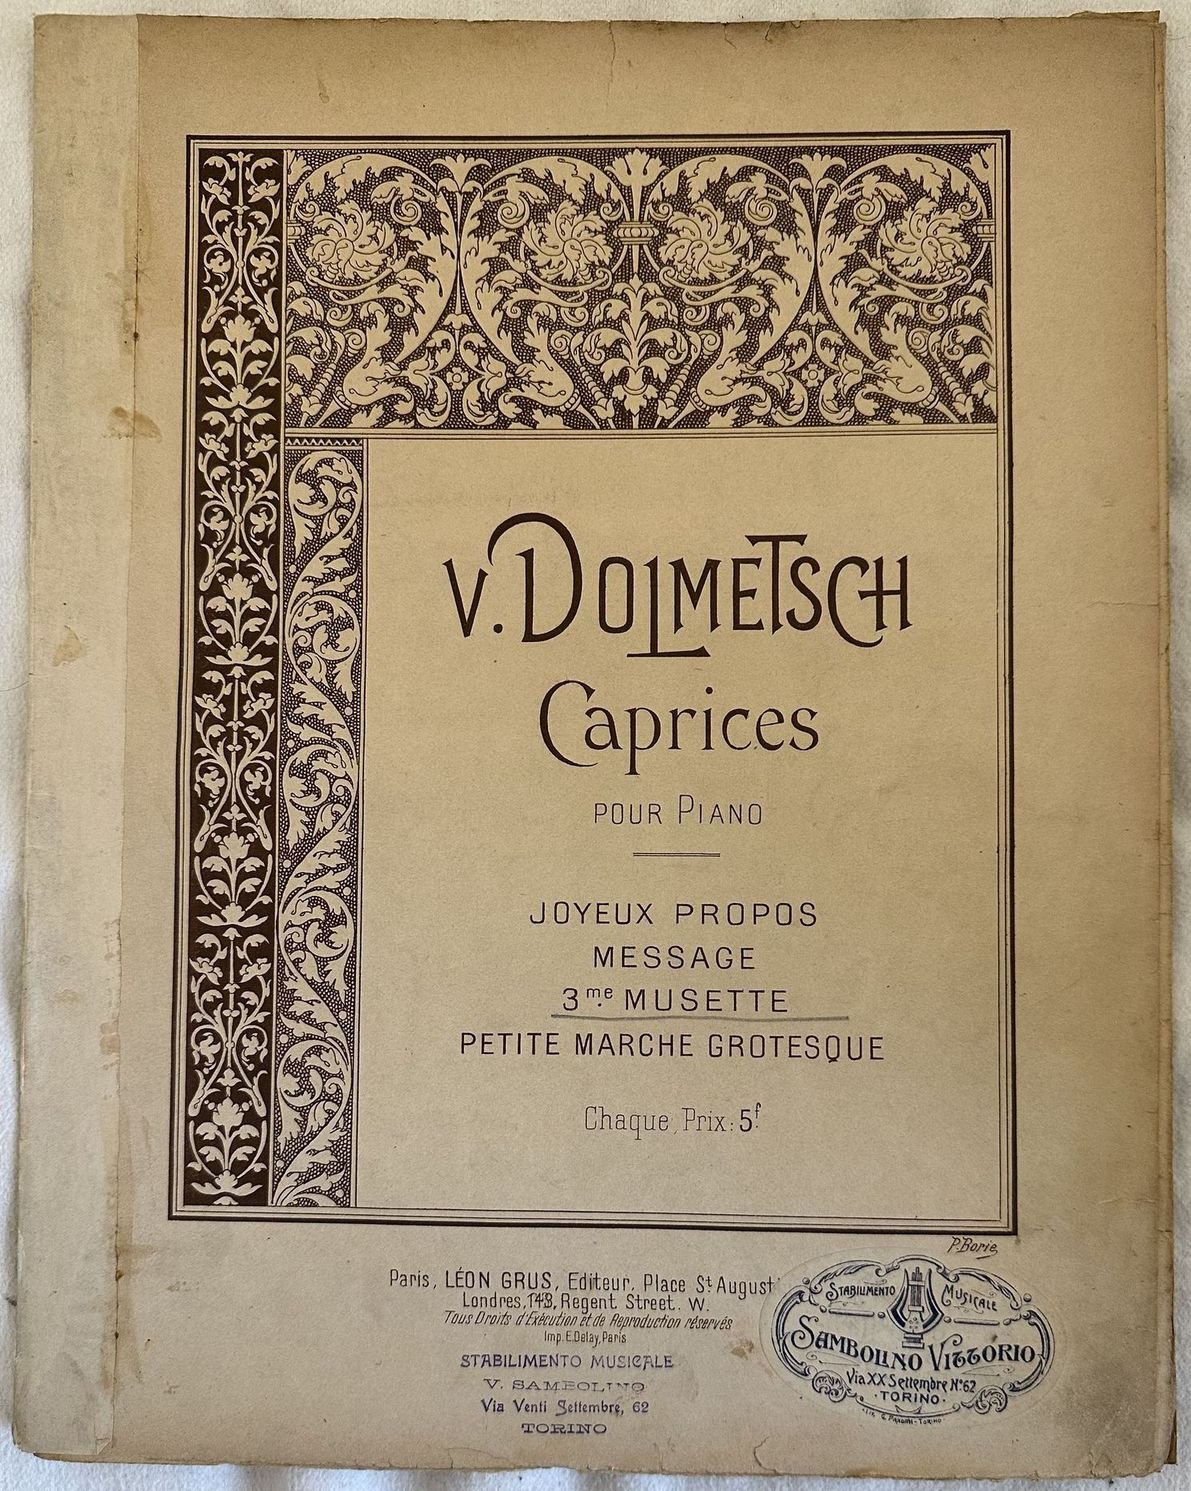 V. DOLMETSCH
Caprices
POUR PIANO
JOYEUX PROPOS
MESSAGE
3me MUSETTE
PETITE MARCHE GROTESQUE
Chaque, Prix: 5f.
P. Borie
Paris, LÉON GRUS, Editeur, Place St August
Londres, 143, Regent Street. W.
Tous Droits d'Exécution et de Reproduction réservés
Imp. E. Delay, Paris
STABILIMENTO MUSICALE
V. SAMBOLINO
Via Venti Settembre, 62
TORINO
STABILIMENTO MUSICALE
SAMBOLINO VITTORIO
Via XX Settembre No. 62
TORINO